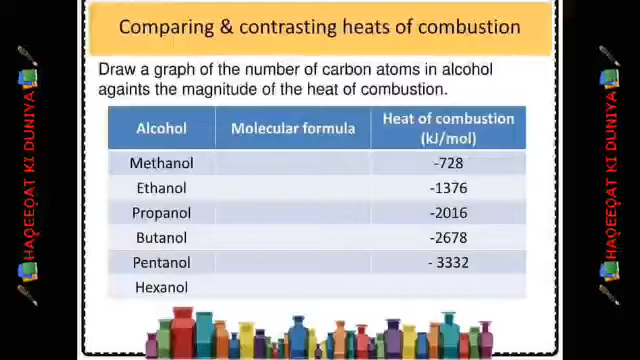 Comparing & contrasting heats of combustion
Draw a graph of the number of carbon atoms in alcohol
againts the magnitude of the heat of combustion.
Alcohol Molecular formula Heat of combustion (kJ/mol)
Methanol -728
Ethanol -1376
Propanol -2016
Butanol -2678
Pentanol - 3332
Hexanol
HAQEEQAT KI DUNIYA
HAQEEQAT KI DUNIYA